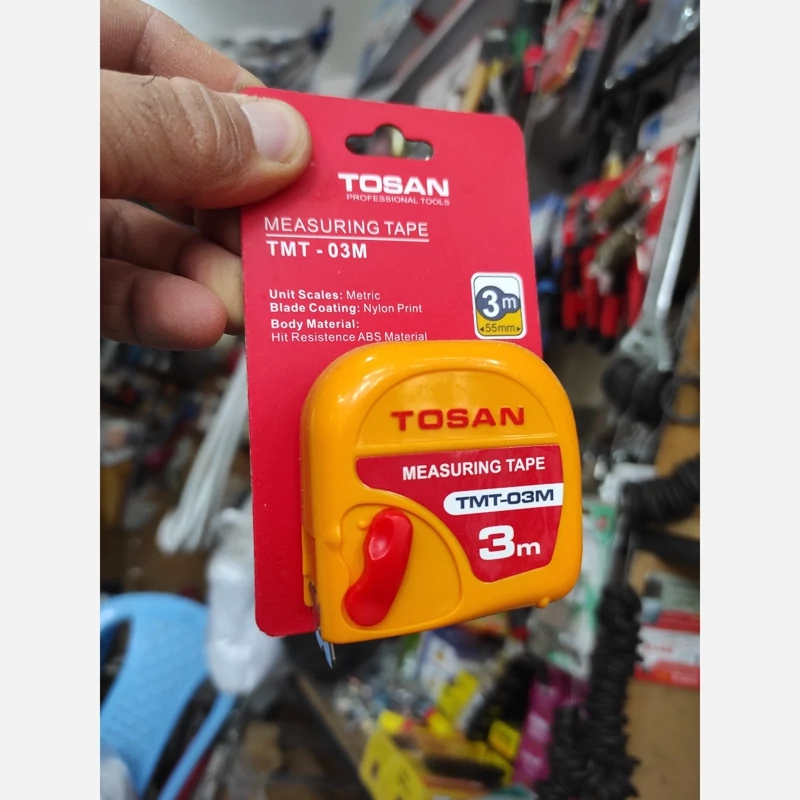 TOSAN
PROFESSIONAL TOOLS
MEASURING TAPE
TMT - 03M
Unit Scales: Metric
Blade Coating: Nylon Print
Body Material:
Hit Resistence ABS Material
3m
55mm
TOSAN
MEASURING TAPE
TMT-03M
3m